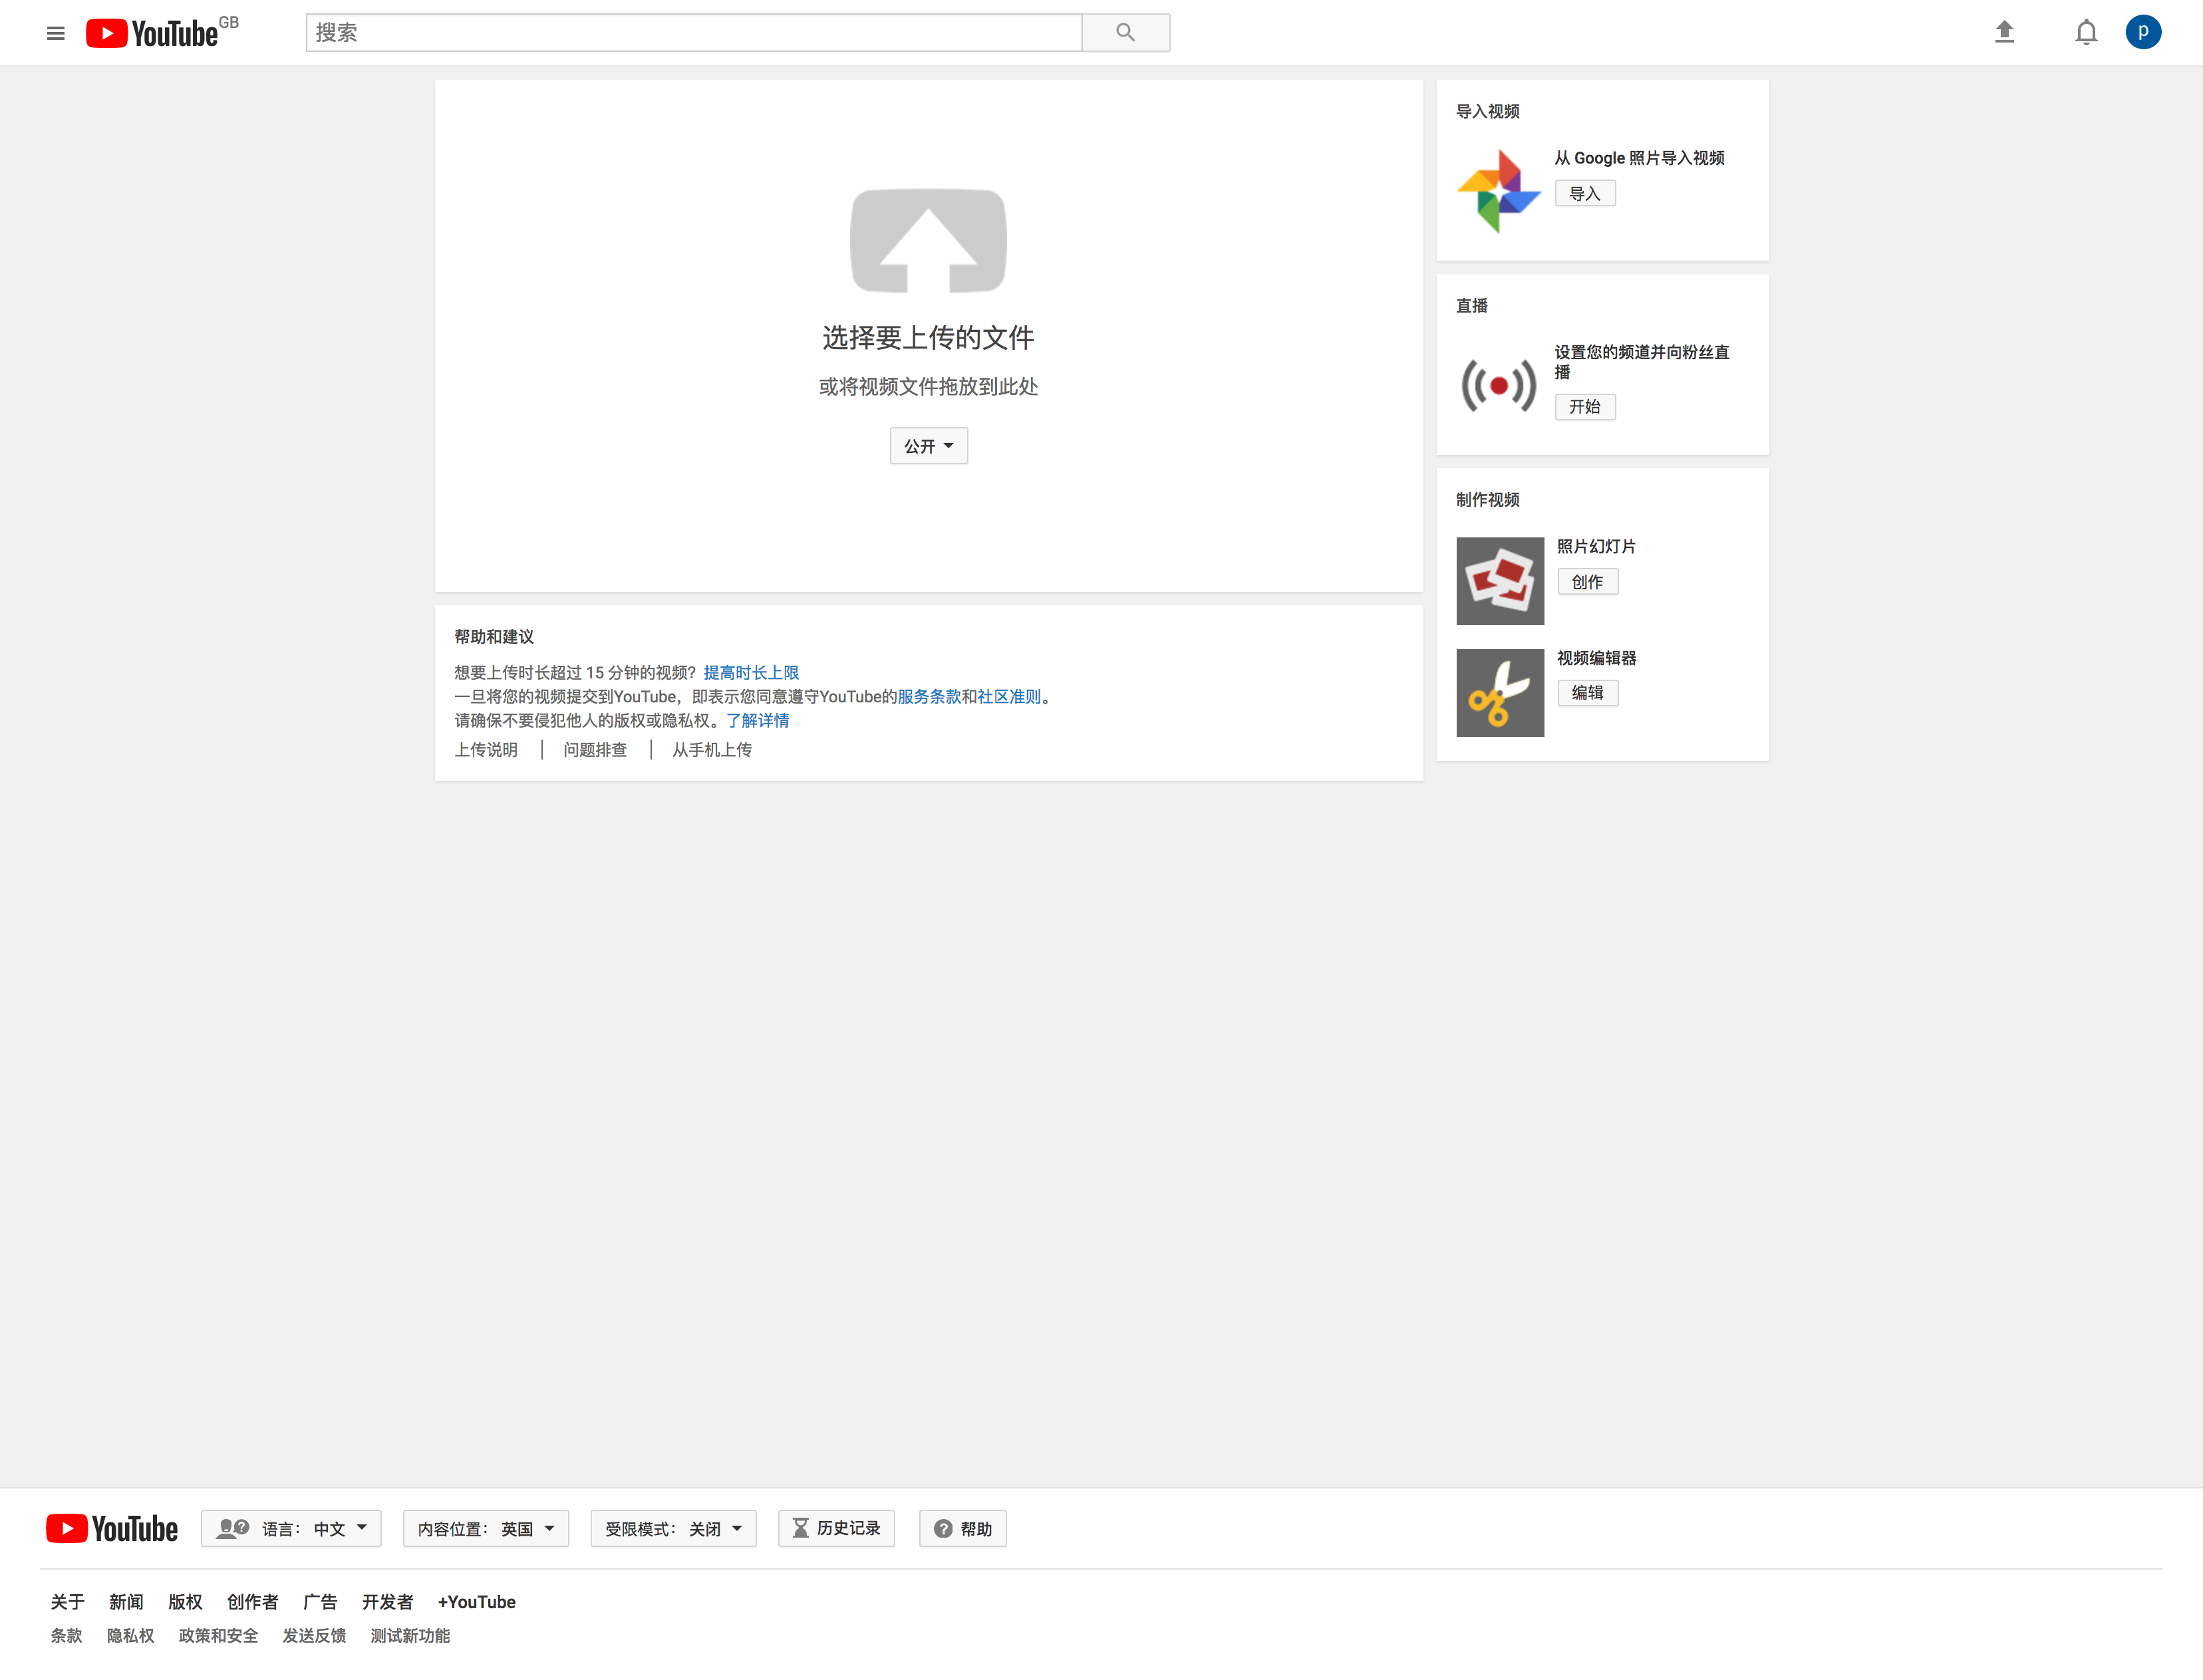 YouTube GB
搜索
p
选择要上传的文件
或将视频文件拖放到此处
公开
帮助和建议
想要上传时长超过 15 分钟的视频? 提高时长上限
一旦将您的视频提交到YouTube，即表示您同意遵守YouTube的服务条款和社区准则。
请确保不要侵犯他人的版权或隐私权。了解详情
上传说明 | 问题排查 | 从手机上传
导入视频
从 Google 照片导入视频
导入
直播
设置您的频道并向粉丝直
播
开始
制作视频
照片幻灯片
创作
视频编辑器
编辑
YouTube 语言： 中文 内容位置： 英国 受限模式： 关闭 历史记录 帮助
关于 新闻 版权 创作者 广告 开发者 +YouTube
条款 隐私权 政策和安全 发送反馈 测试新功能